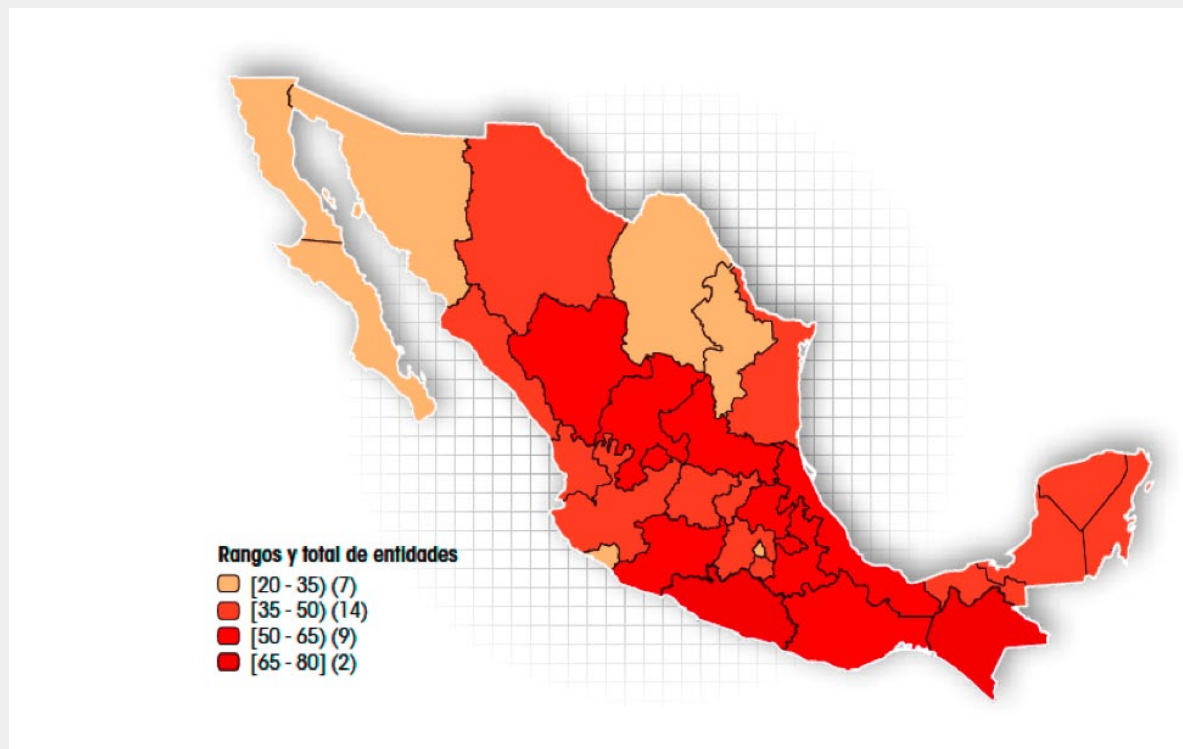 Rangos y total de entidades
[20 - 35) (7)
[35 - 50) (14)
[50 - 65) (9)
[65 - 80] (2)